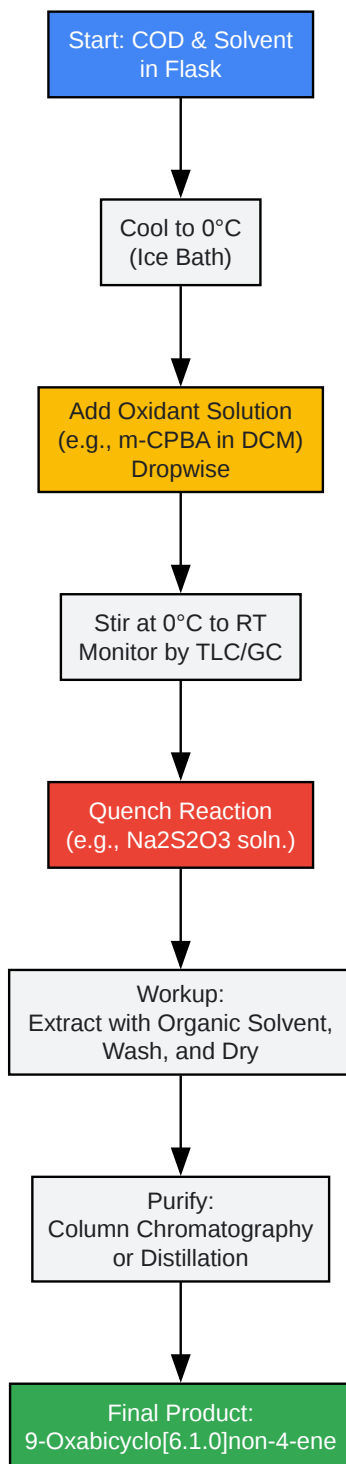 Start: COD & Solvent
in Flask
Cool to 0°C
(Ice Bath)
Add Oxidant Solution
(e.g., m-CPBA in DCM)
Dropwise
Stir at 0°C to RT
Monitor by TLC/GC
Quench Reaction
(e.g., Na2S2O3 soln.)
Workup:
Extract with Organic Solvent,
Wash, and Dry
Purify:
Column Chromatography
or Distillation
Final Product:
9-Oxabicyclo[6.1.0]non-4-ene